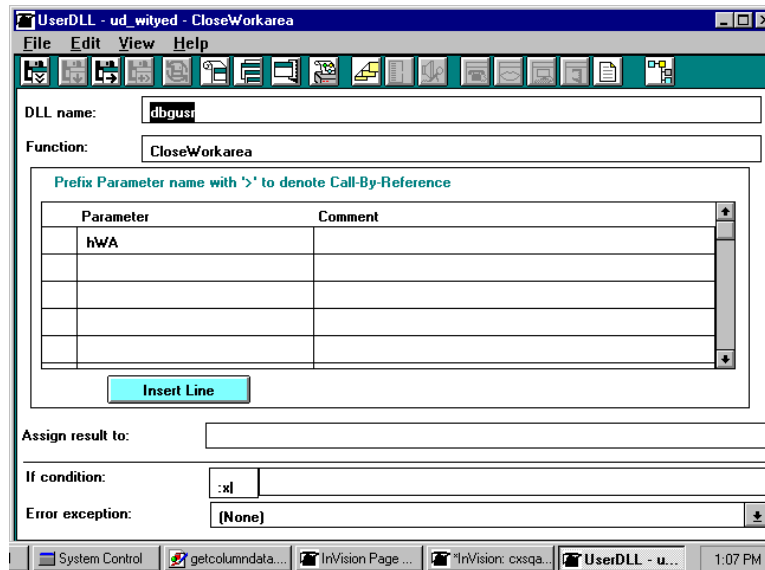 UserDLL - ud_wityed - CloseWorkarea
File Edit View Help
DLL name: dbgusr
Function: CloseWorkarea
Prefix Parameter name with '>' to denote Call-By-Reference
Parameter Comment
hWA
Insert Line
Assign result to:
If condition: :x|
Error exception: (None)
System Control getcolumndata.... InVision Page ... *InVision: cxsqa... UserDLL - u... 1:07 PM